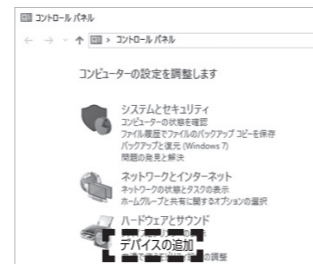 コントロール パネル
コントロール パネル
コンピューターの設定を調整します
システムとセキュリティ
コンピューターの状態を確認
ファイル履歴でファイルのバックアップ コピーを保存
バックアップと復元 (Windows 7)
問題の発見と解決
ネットワークとインターネット
ネットワークの状態とタスクの表示
ホームグループと共有に関するオプションの選択
ハードウェアとサウンド
デバイスの追加
の調整